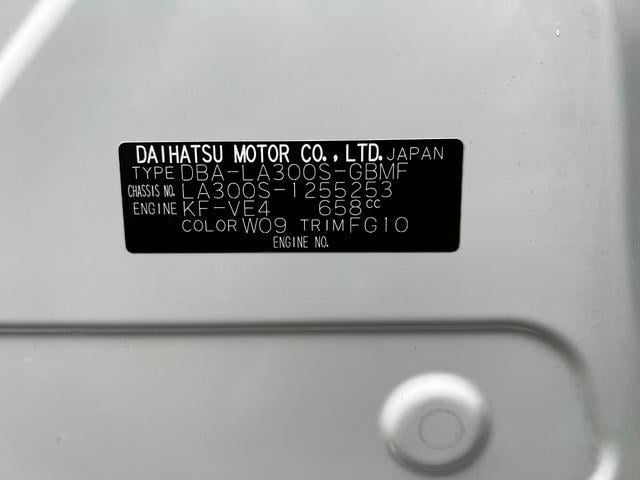 DAIHATSU MOTOR CO., LTD. JAPAN
TYPE DBA-LA300S-GBMF
CHASSIS NO. LA300S-1255253
ENGINE KF-VE4 658cc
COLOR W09 TRIM FG10
ENGINE NO.